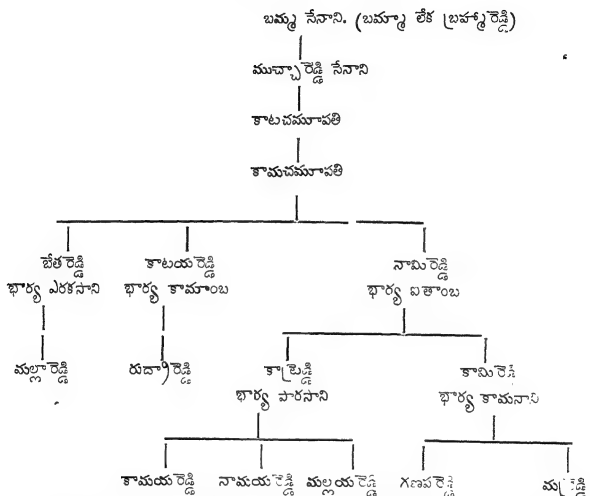 బమ్మ సేనాని. (బమ్మా లేక బ్రహ్మారెడ్డి)
ముచ్చారెడ్డి సేనాని
కాటచమూపతి
కామచమూపతి
బేతరెడ్డి కాటయరెడ్డి నామిరెడ్డి
భార్య ఎరకసాని భార్య కామాంబ భార్య ఐతాంబ
మల్లారెడ్డి రుద్రారెడ్డి కాట్రెడ్డి కామిరెడ్డి
భార్య పారసాని భార్య కామసాని
కామయరెడ్డి నామయరెడ్డి మల్లయరెడ్డి గణపరెడ్డి